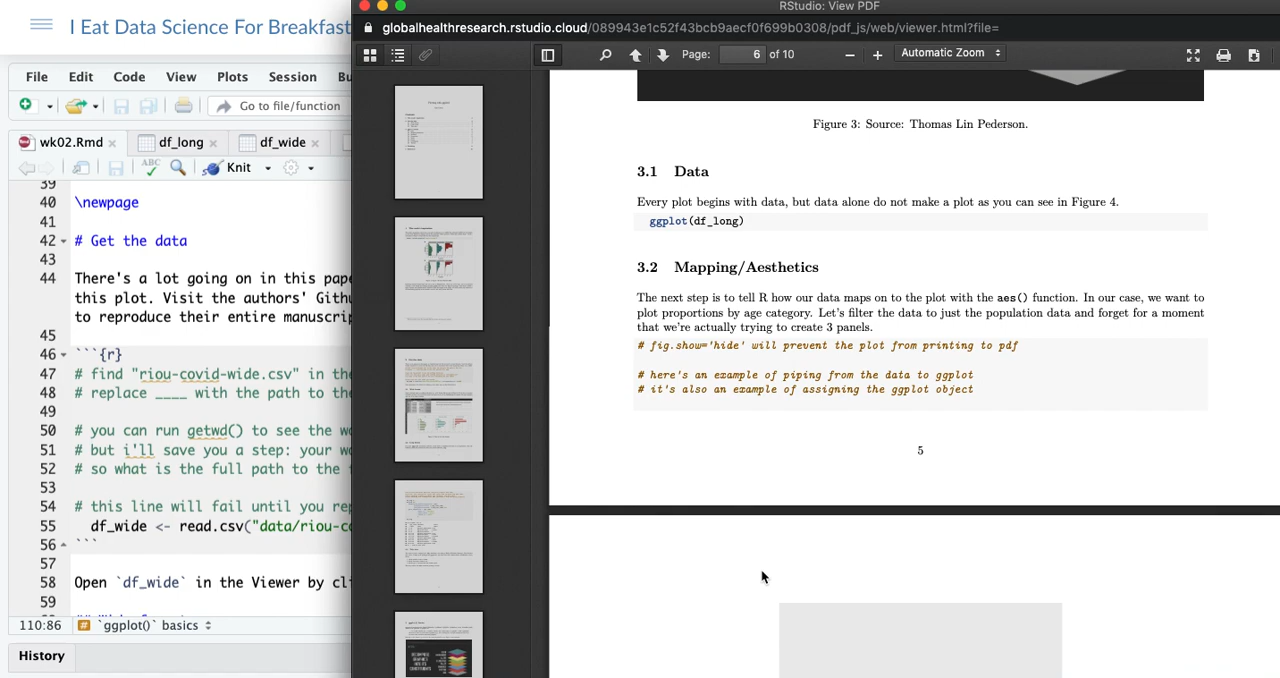 I Eat Data Science For Breakfast
RStudio: View PDF
globalhealthresearch.rstudio.cloud/089943e1c52f43bcb9aecf0f699b0308/pdf_js/web/viewer.html?file=
Page: 6 of 10
Automatic Zoom
File Edit Code View Plots Session Bu
Go to file/function
wk02.Rmd df_long df_wide
ABC Knit
39
40 \newpage
41
42 # Get the data
43
44 There's a lot going on in this pape
this plot. Visit the authors' Githu
to reproduce their entire manuscrip
45
46 ```{r}
47 # find "riou-covid-wide.csv" in the
48 # replace ____ with the path to the
49
50 # you can run getwd() to see the wo
51 # but i'll save you a step: your wo
52 # so what is the full path to the f
53
54 # this line will fail until you rep
55 df_wide <- read.csv("data/riou-co
56 ```
57
58 Open `df_wide` in the Viewer by cli
59
110:86 # `ggplot()` basics
History
Figure 3: Source: Thomas Lin Pederson.
3.1 Data
Every plot begins with data, but data alone do not make a plot as you can see in Figure 4.
ggplot(df_long)
3.2 Mapping/Aesthetics
The next step is to tell R how our data maps on to the plot with the aes() function. In our case, we want to
plot proportions by age category. Let's filter the data to just the population data and forget for a moment
that we're actually trying to create 3 panels.
# fig.show='hide' will prevent the plot from printing to pdf
# here's an example of piping from the data to ggplot
# it's also an example of assigning the ggplot object
5